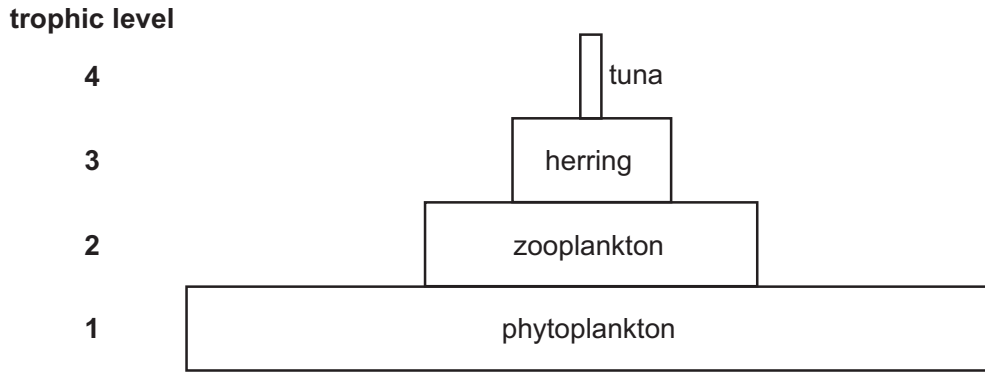 trophic level
4 tuna
3 herring
2 zooplankton
1 phytoplankton